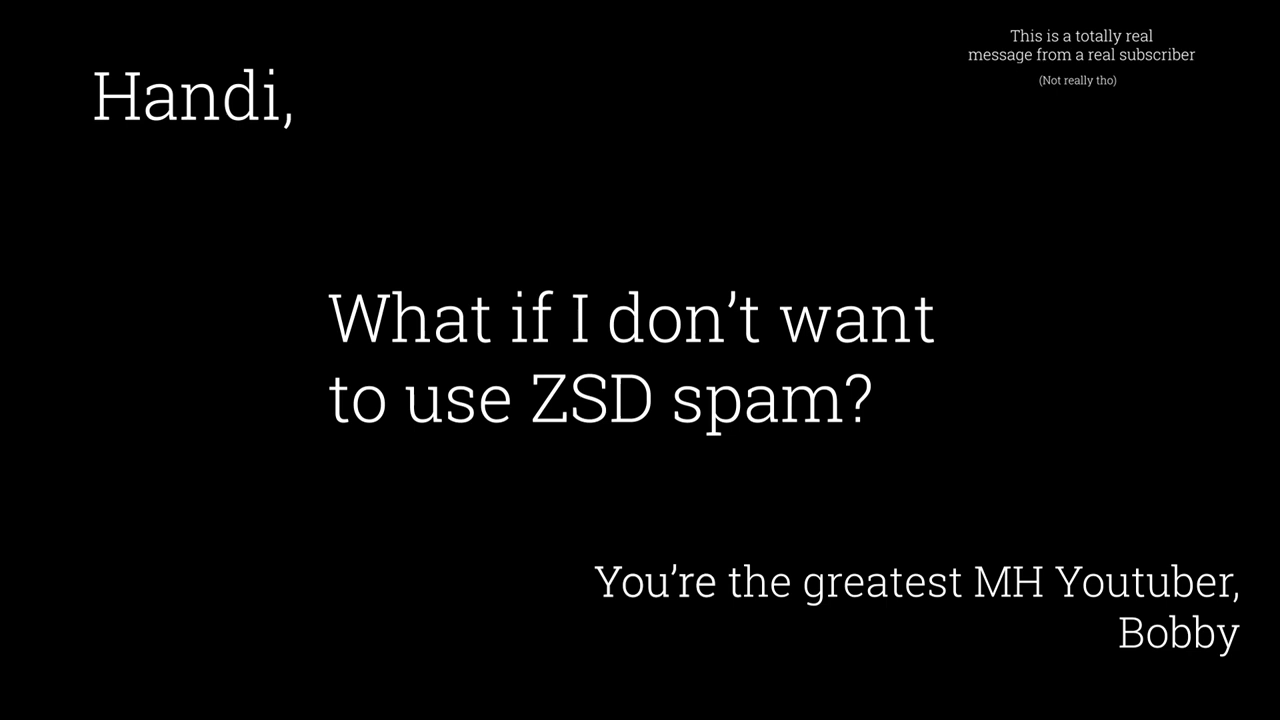 This is a totally real
message from a real subscriber
(Not really tho)
Handi,
What if I don’t want
to use ZSD spam?
You’re the greatest MH Youtuber,
Bobby